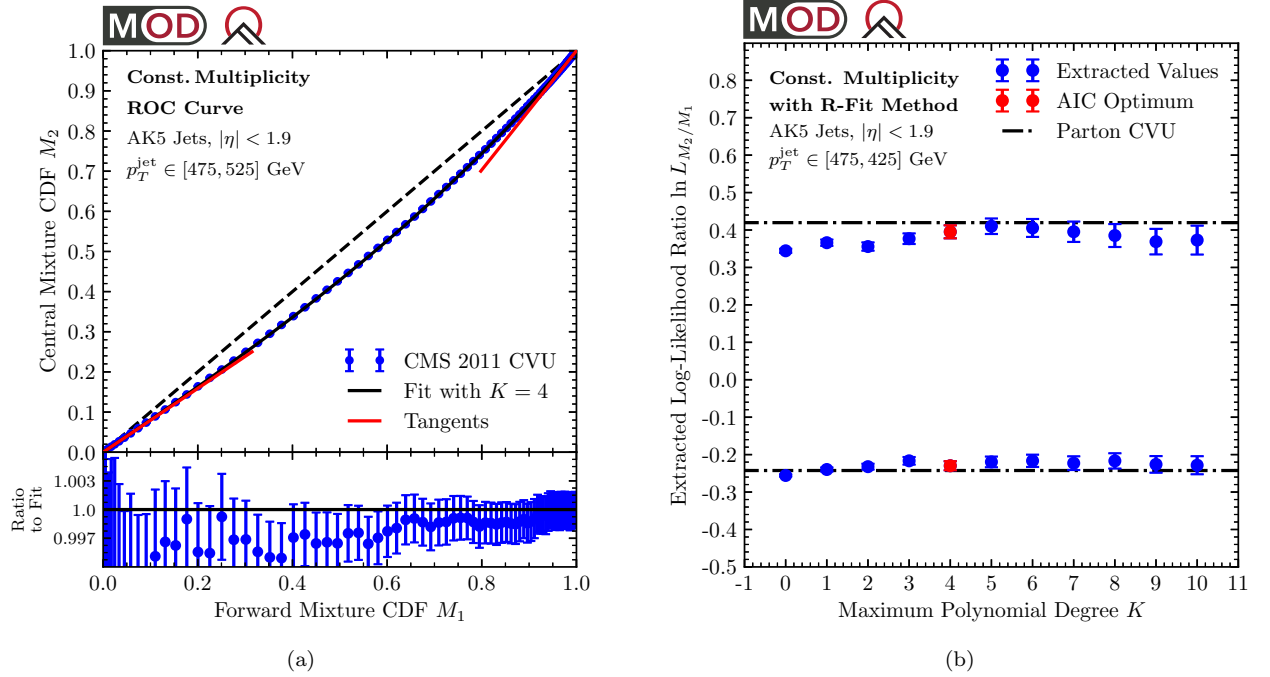 MOD
Const. Multiplicity
ROC Curve
AK5 Jets, |η| < 1.9
p_T^jet ∈ [475, 525] GeV
Central Mixture CDF M₂
1.0
0.9
0.8
0.7
0.6
0.5
0.4
0.3
0.2
0.1
0.0
CMS 2011 CVU
Fit with K = 4
Tangents
Ratio
to Fit
1.003
1.0
0.997
0.0 0.2 0.4 0.6 0.8 1.0
Forward Mixture CDF M₁
(a)
MOD
Const. Multiplicity
with R-Fit Method
AK5 Jets, |η| < 1.9
p_T^jet ∈ [475, 425] GeV
Extracted Values
AIC Optimum
Parton CVU
Extracted Log-Likelihood Ratio ln L_{M₂/M₁}
0.8
0.7
0.6
0.5
0.4
0.3
0.2
0.1
0.0
-0.1
-0.2
-0.3
-0.4
-0.5
-1 0 1 2 3 4 5 6 7 8 9 10 11
Maximum Polynomial Degree K
(b)